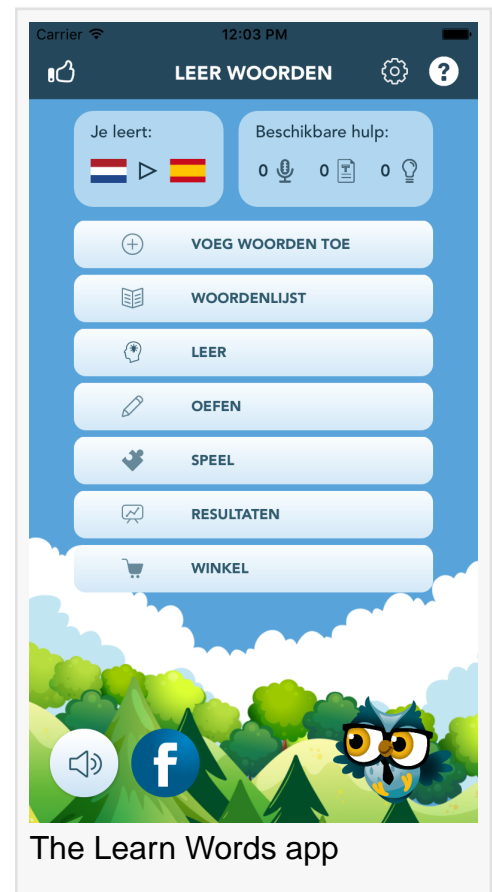 Carrier 12:03 PM
LEER WOORDEN ?
Je leert: Beschikbare hulp:
0 0 T 0
VOEG WOORDEN TOE
WOORDENLIJST
LEER
OEFEN
SPEEL
RESULTATEN
WINKEL
f
The Learn Words app